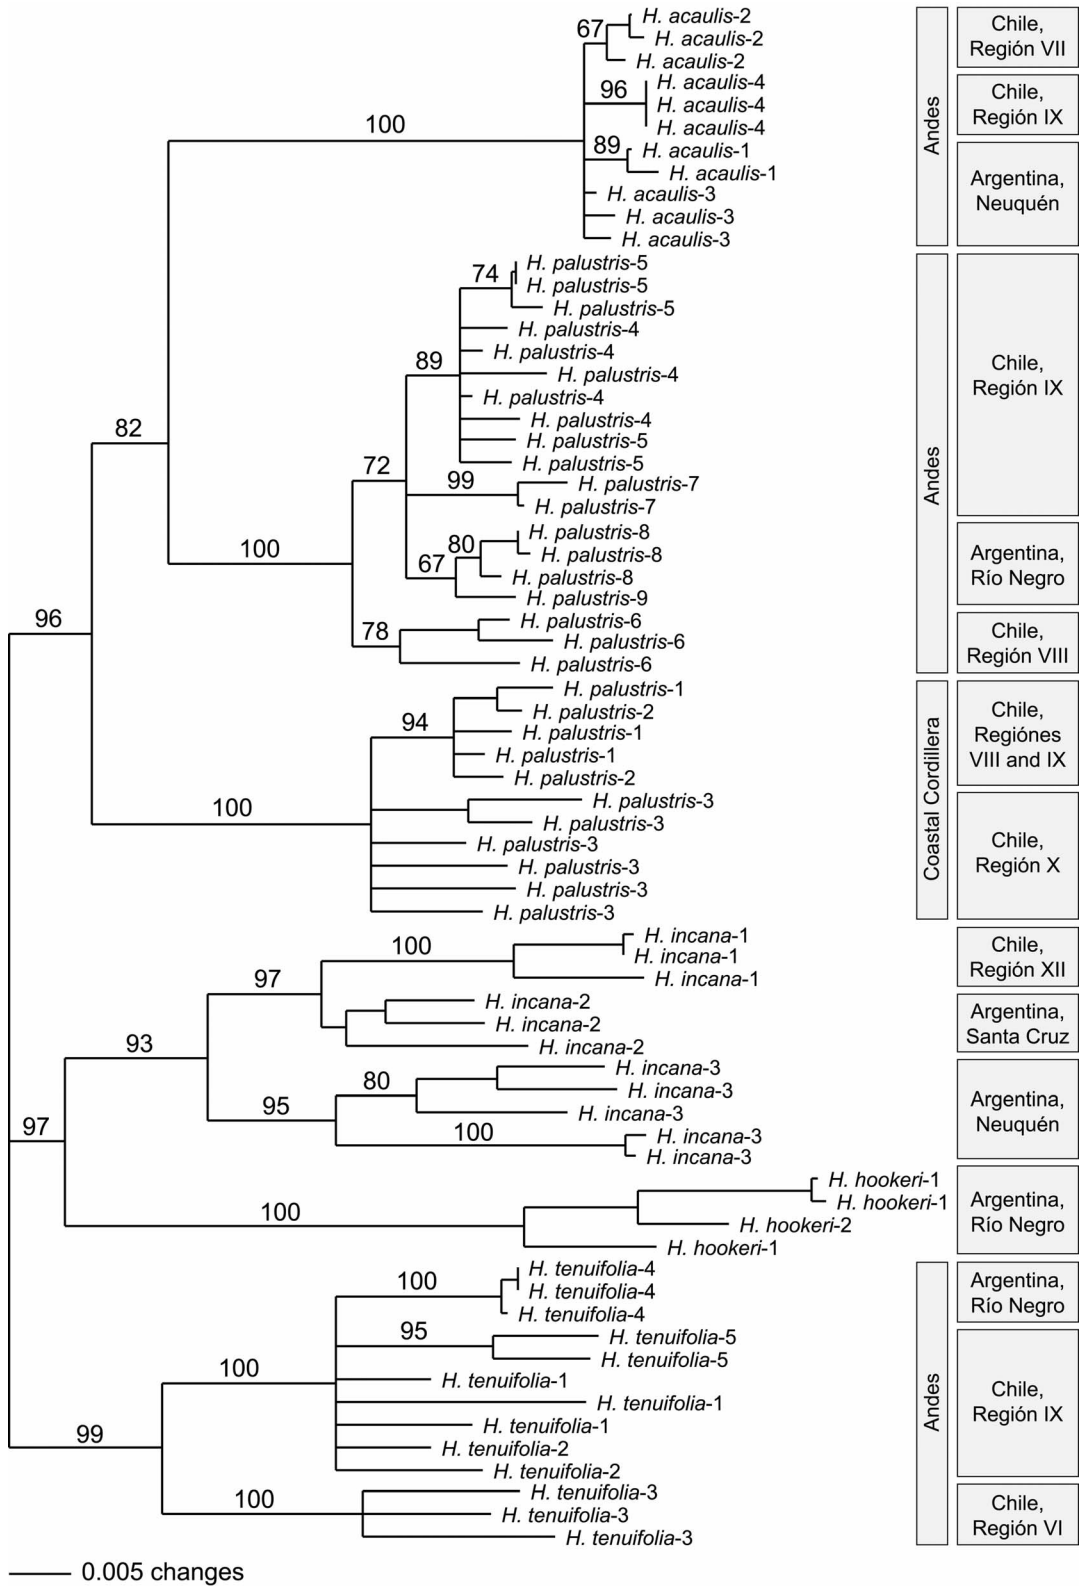 67
H. acaulis-2
H. acaulis-2
H. acaulis-2
96
H. acaulis-4
H. acaulis-4
H. acaulis-4
100
89
H. acaulis-1
H. acaulis-1
H. acaulis-3
H. acaulis-3
H. acaulis-3
74
H. palustris-5
H. palustris-5
H. palustris-5
H. palustris-4
H. palustris-4
89
H. palustris-4
H. palustris-4
H. palustris-4
H. palustris-5
H. palustris-5
82
72
99
H. palustris-7
H. palustris-7
100
80
67
H. palustris-8
H. palustris-8
H. palustris-8
H. palustris-9
96
78
H. palustris-6
H. palustris-6
H. palustris-6
94
H. palustris-1
H. palustris-2
H. palustris-1
H. palustris-1
H. palustris-2
100
H. palustris-3
H. palustris-3
H. palustris-3
H. palustris-3
H. palustris-3
H. palustris-3
100
H. incana-1
H. incana-1
H. incana-1
97
H. incana-2
H. incana-2
H. incana-2
93
80
H. incana-3
H. incana-3
H. incana-3
95
100
H. incana-3
H. incana-3
97
100
H. hookeri-1
H. hookeri-1
H. hookeri-2
H. hookeri-1
100
H. tenuifolia-4
H. tenuifolia-4
H. tenuifolia-4
95
H. tenuifolia-5
H. tenuifolia-5
100
H. tenuifolia-1
H. tenuifolia-1
H. tenuifolia-1
H. tenuifolia-2
H. tenuifolia-2
99
100
H. tenuifolia-3
H. tenuifolia-3
H. tenuifolia-3
0.005 changes
Andes
Chile,
Región VII
Chile,
Región IX
Argentina,
Neuquén
Andes
Chile,
Región IX
Argentina,
Río Negro
Chile,
Región VIII
Coastal Cordillera
Chile,
Regiónes
VIII and IX
Chile,
Región X
Chile,
Región XII
Argentina,
Santa Cruz
Argentina,
Neuquén
Argentina,
Río Negro
Andes
Argentina,
Río Negro
Chile,
Región IX
Chile,
Región VI